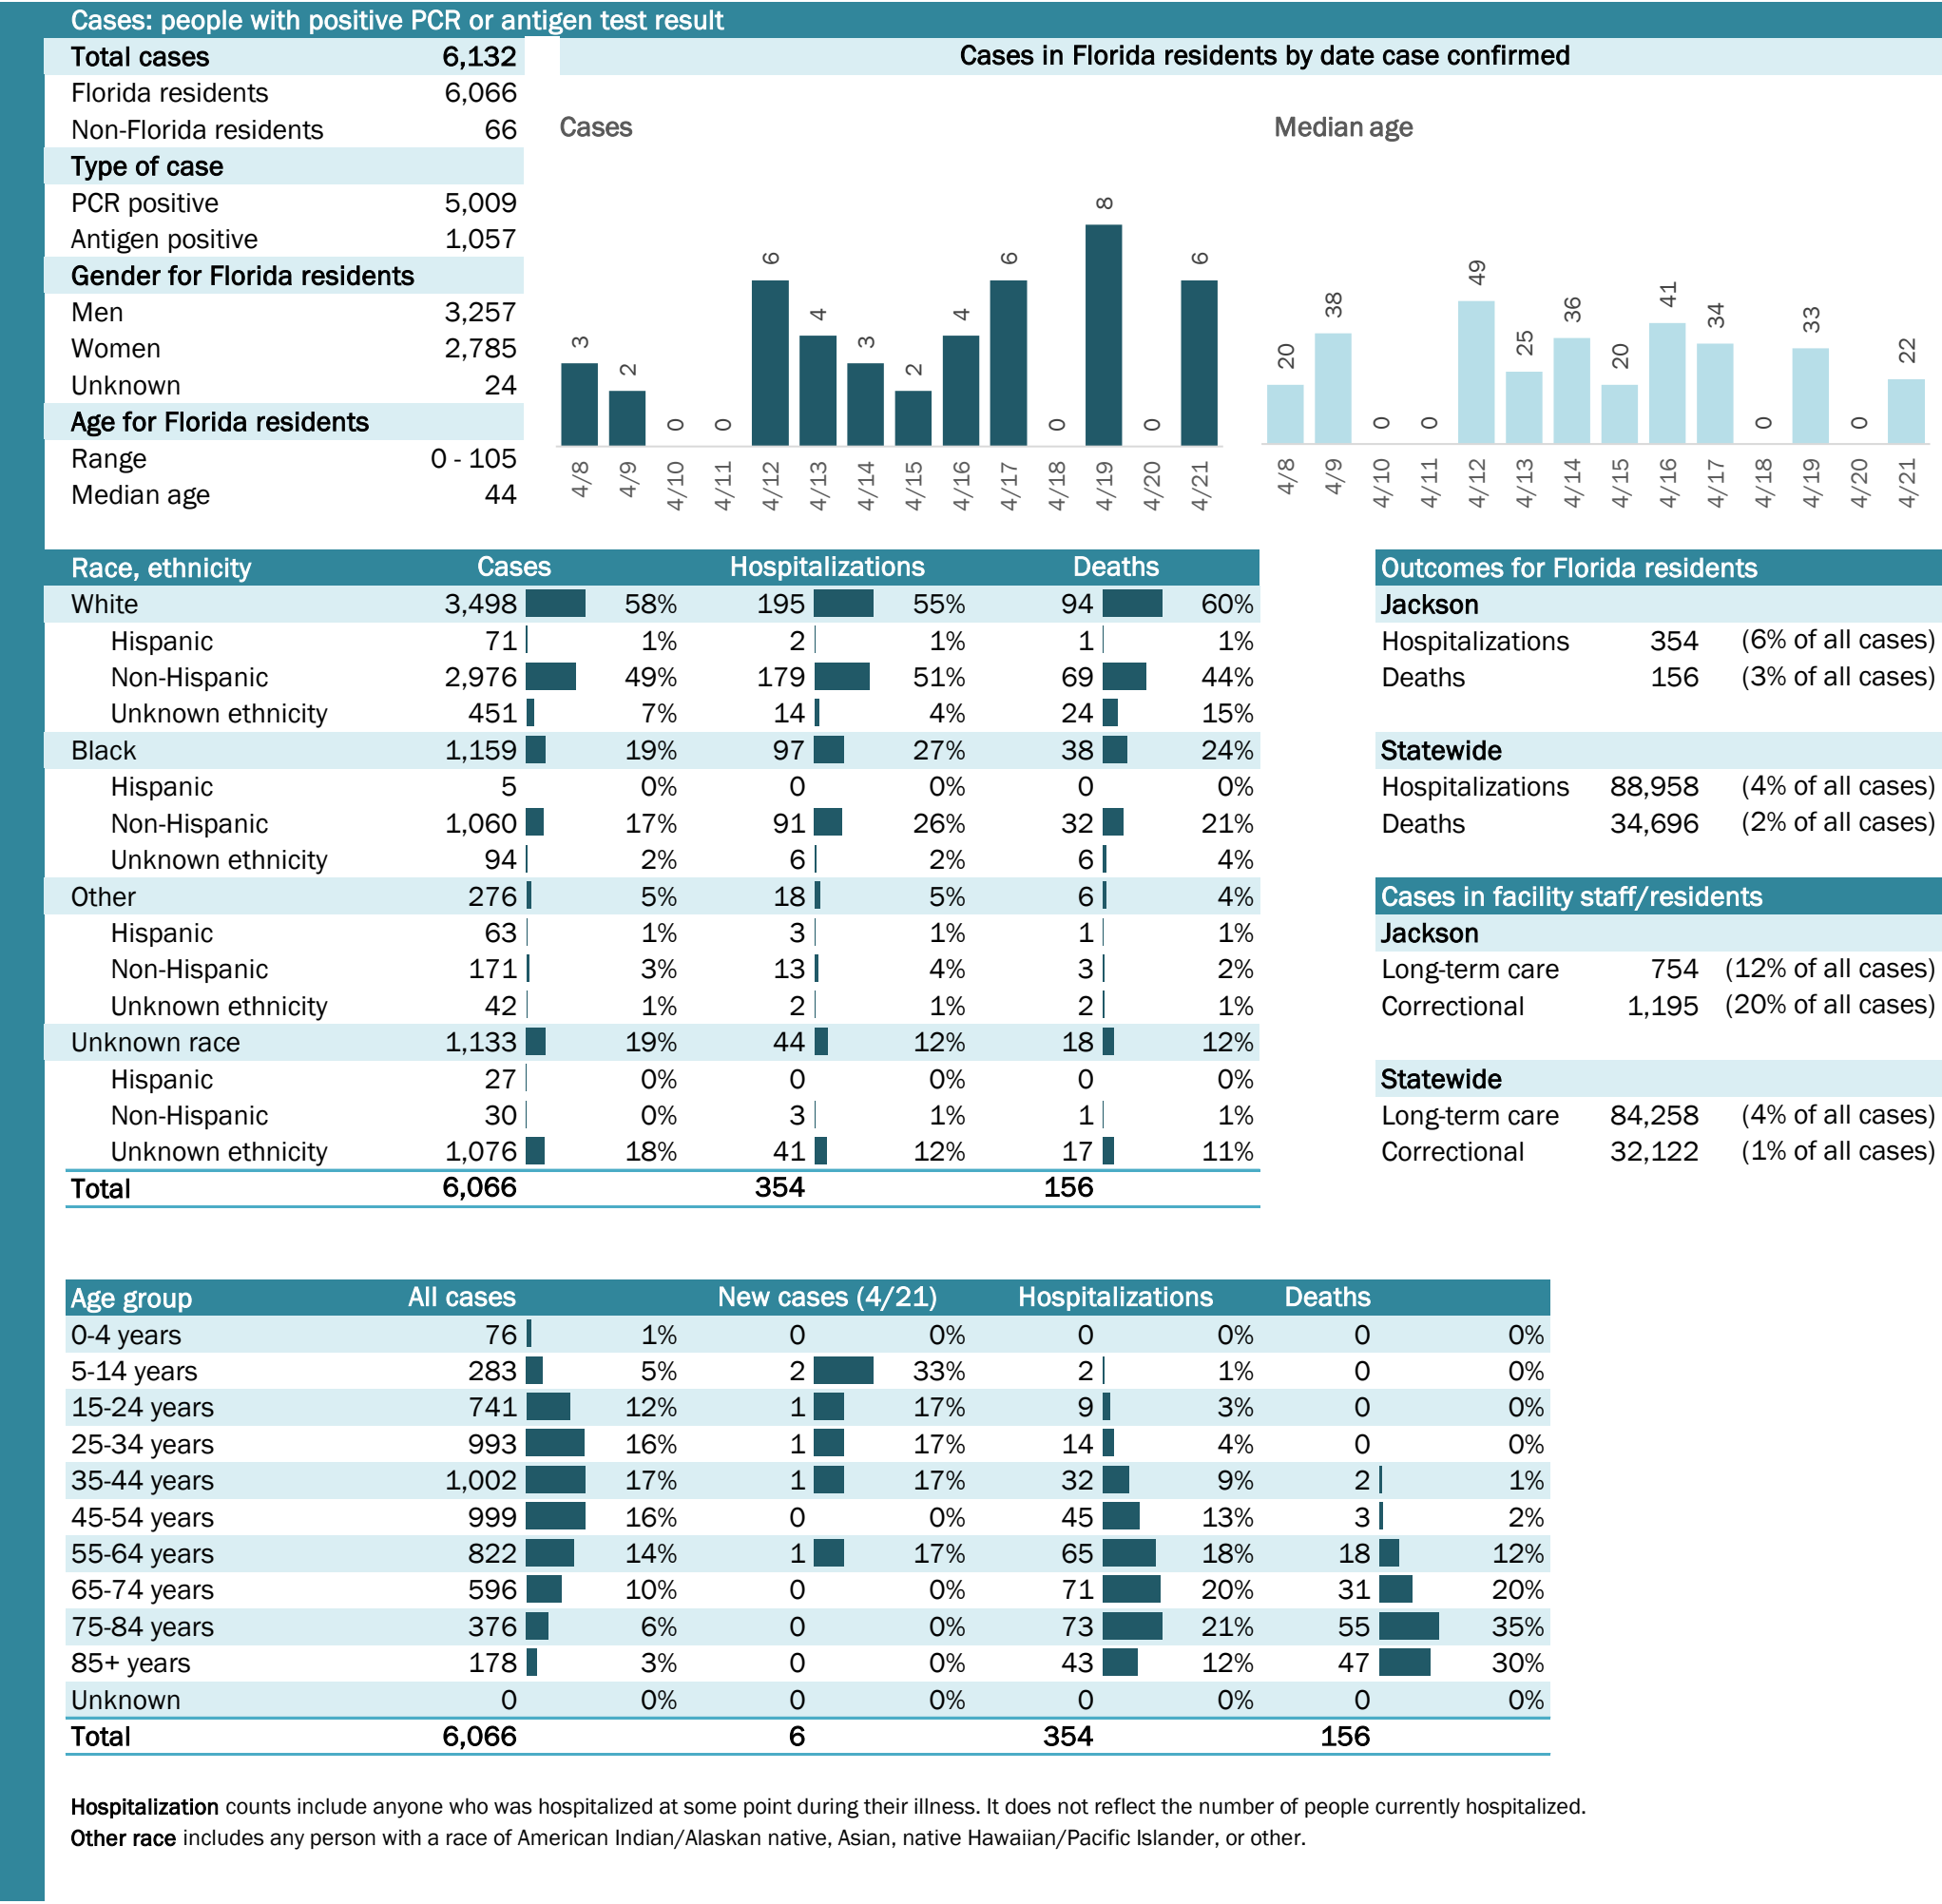 Cases: people with positive PCR or antigen test result
Total cases 6,132
Florida residents 6,066
Non-Florida residents 66
Type of case
PCR positive 5,009
Antigen positive 1,057
Gender for Florida residents
Men 3,257
Women 2,785
Unknown 24
Age for Florida residents
Range 0 - 105
Median age 44
Cases in Florida residents by date case confirmed
Cases
3 2 0 0 6 4 3 2 4 6 0 8 0 6
4/8 4/9 4/10 4/11 4/12 4/13 4/14 4/15 4/16 4/17 4/18 4/19 4/20 4/21
Median age
20 38 0 0 49 25 36 20 41 34 0 33 0 22
4/8 4/9 4/10 4/11 4/12 4/13 4/14 4/15 4/16 4/17 4/18 4/19 4/20 4/21
Race, ethnicity Cases Hospitalizations Deaths
White 3,498 58% 195 55% 94 60%
Hispanic 71 1% 2 1% 1 1%
Non-Hispanic 2,976 49% 179 51% 69 44%
Unknown ethnicity 451 7% 14 4% 24 15%
Black 1,159 19% 97 27% 38 24%
Hispanic 5 0% 0 0% 0 0%
Non-Hispanic 1,060 17% 91 26% 32 21%
Unknown ethnicity 94 2% 6 2% 6 4%
Other 276 5% 18 5% 6 4%
Hispanic 63 1% 3 1% 1 1%
Non-Hispanic 171 3% 13 4% 3 2%
Unknown ethnicity 42 1% 2 1% 2 1%
Unknown race 1,133 19% 44 12% 18 12%
Hispanic 27 0% 0 0% 0 0%
Non-Hispanic 30 0% 3 1% 1 1%
Unknown ethnicity 1,076 18% 41 12% 17 11%
Total 6,066 354 156
Outcomes for Florida residents
Jackson
Hospitalizations 354 (6% of all cases)
Deaths 156 (3% of all cases)
Statewide
Hospitalizations 88,958 (4% of all cases)
Deaths 34,696 (2% of all cases)
Cases in facility staff/residents
Jackson
Long-term care 754 (12% of all cases)
Correctional 1,195 (20% of all cases)
Statewide
Long-term care 84,258 (4% of all cases)
Correctional 32,122 (1% of all cases)
Age group All cases New cases (4/21) Hospitalizations Deaths
0-4 years 76 1% 0 0% 0 0% 0 0%
5-14 years 283 5% 2 33% 2 1% 0 0%
15-24 years 741 12% 1 17% 9 3% 0 0%
25-34 years 993 16% 1 17% 14 4% 0 0%
35-44 years 1,002 17% 1 17% 32 9% 2 1%
45-54 years 999 16% 0 0% 45 13% 3 2%
55-64 years 822 14% 1 17% 65 18% 18 12%
65-74 years 596 10% 0 0% 71 20% 31 20%
75-84 years 376 6% 0 0% 73 21% 55 35%
85+ years 178 3% 0 0% 43 12% 47 30%
Unknown 0 0% 0 0% 0 0% 0 0%
Total 6,066 6 354 156
Hospitalization counts include anyone who was hospitalized at some point during their illness. It does not reflect the number of people currently hospitalized.
Other race includes any person with a race of American Indian/Alaskan native, Asian, native Hawaiian/Pacific Islander, or other.